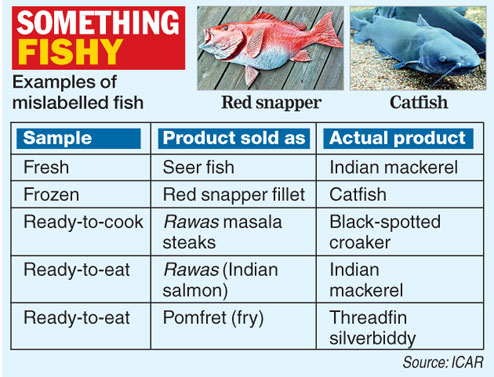 SOMETHING
FISHY
Examples of
mislabelled fish
Red snapper
Catfish
Sample Product sold as Actual product
Fresh Seer fish Indian mackerel
Frozen Red snapper fillet Catfish
Ready-to-cook Rawas masala Black-spotted
steaks croaker
Ready-to-eat Rawas (Indian Indian
salmon) mackerel
Ready-to-eat Pomfret (fry) Threadfin
silverbiddy
Source: ICAR